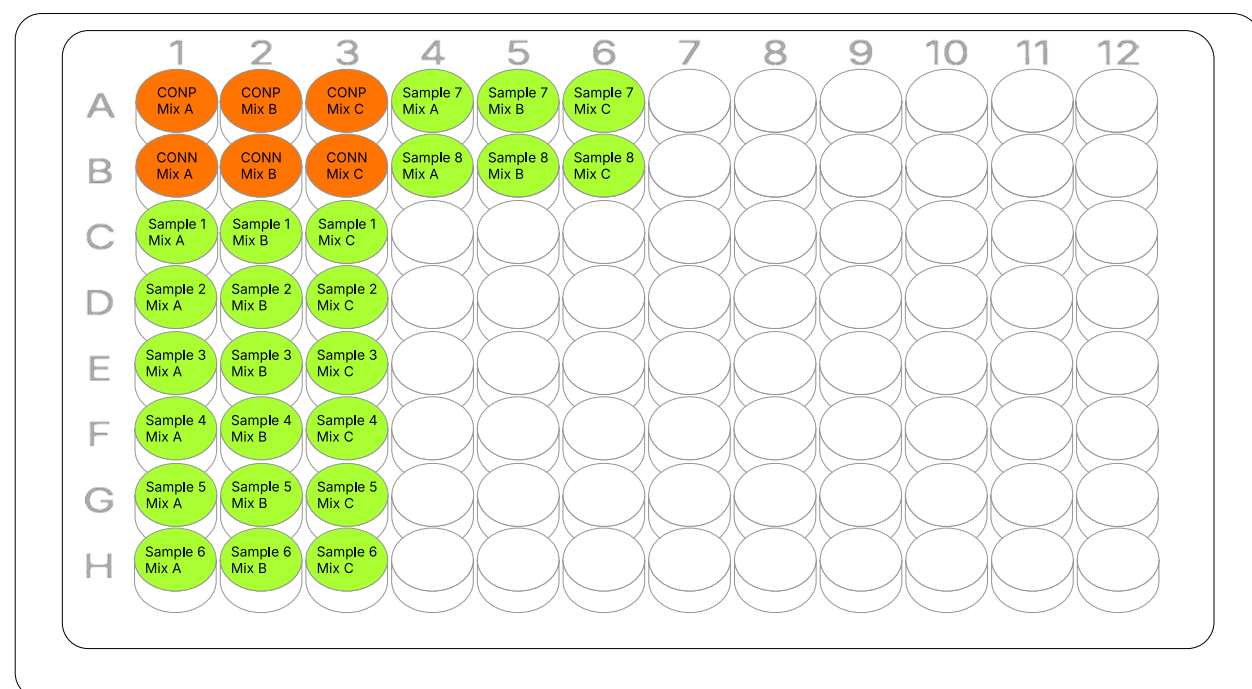 1 2 3 4 5 6 7 8 9 10 11 12
A
CONP
Mix A
CONP
Mix B
CONP
Mix C
Sample 7
Mix A
Sample 7
Mix B
Sample 7
Mix C
B
CONN
Mix A
CONN
Mix B
CONN
Mix C
Sample 8
Mix A
Sample 8
Mix B
Sample 8
Mix C
C
Sample 1
Mix A
Sample 1
Mix B
Sample 1
Mix C
D
Sample 2
Mix A
Sample 2
Mix B
Sample 2
Mix C
E
Sample 3
Mix A
Sample 3
Mix B
Sample 3
Mix C
F
Sample 4
Mix A
Sample 4
Mix B
Sample 4
Mix C
G
Sample 5
Mix A
Sample 5
Mix B
Sample 5
Mix C
H
Sample 6
Mix A
Sample 6
Mix B
Sample 6
Mix C